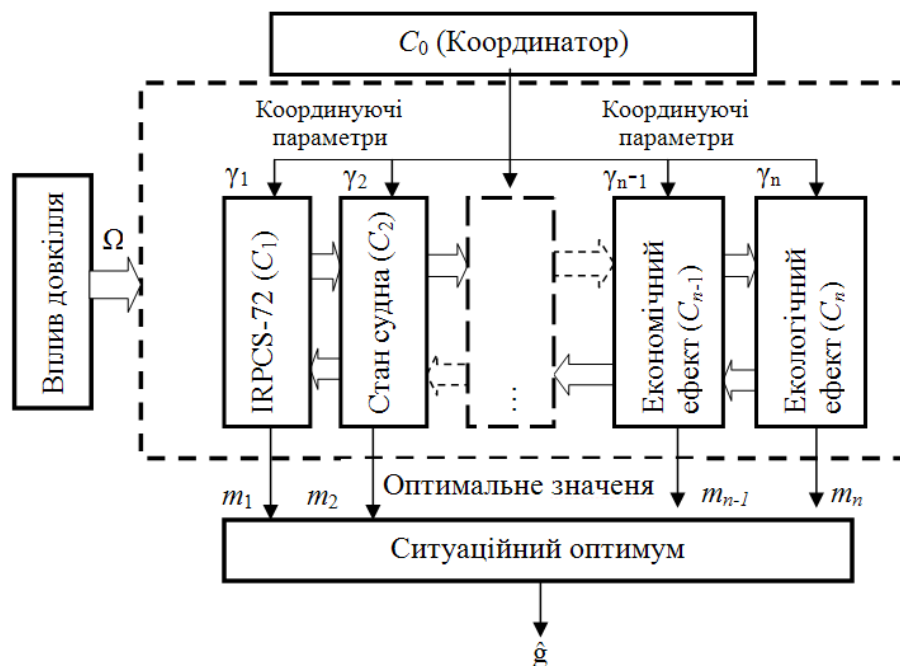 C₀ (Координатор)
Координуючі
параметри
Координуючі
параметри
γ₁
γ₂
γₙ-1
γₙ
Вплив довкілля
Ω
IRPCS-72 (C₁)
Стан судна (C₂)
...
Економічний
ефект (Cₙ₋₁)
Екологічний
ефект (Cₙ)
m₁
m₂
Оптимальне значеня
mₙ₋₁
mₙ
Ситуаційний оптимум
ĝ